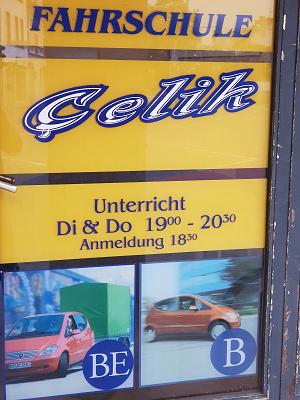 FAHRSCHULE
Çelik
Unterricht
Di & Do 19⁰⁰ - 20³⁰
Anmeldung 18³⁰
BE
B